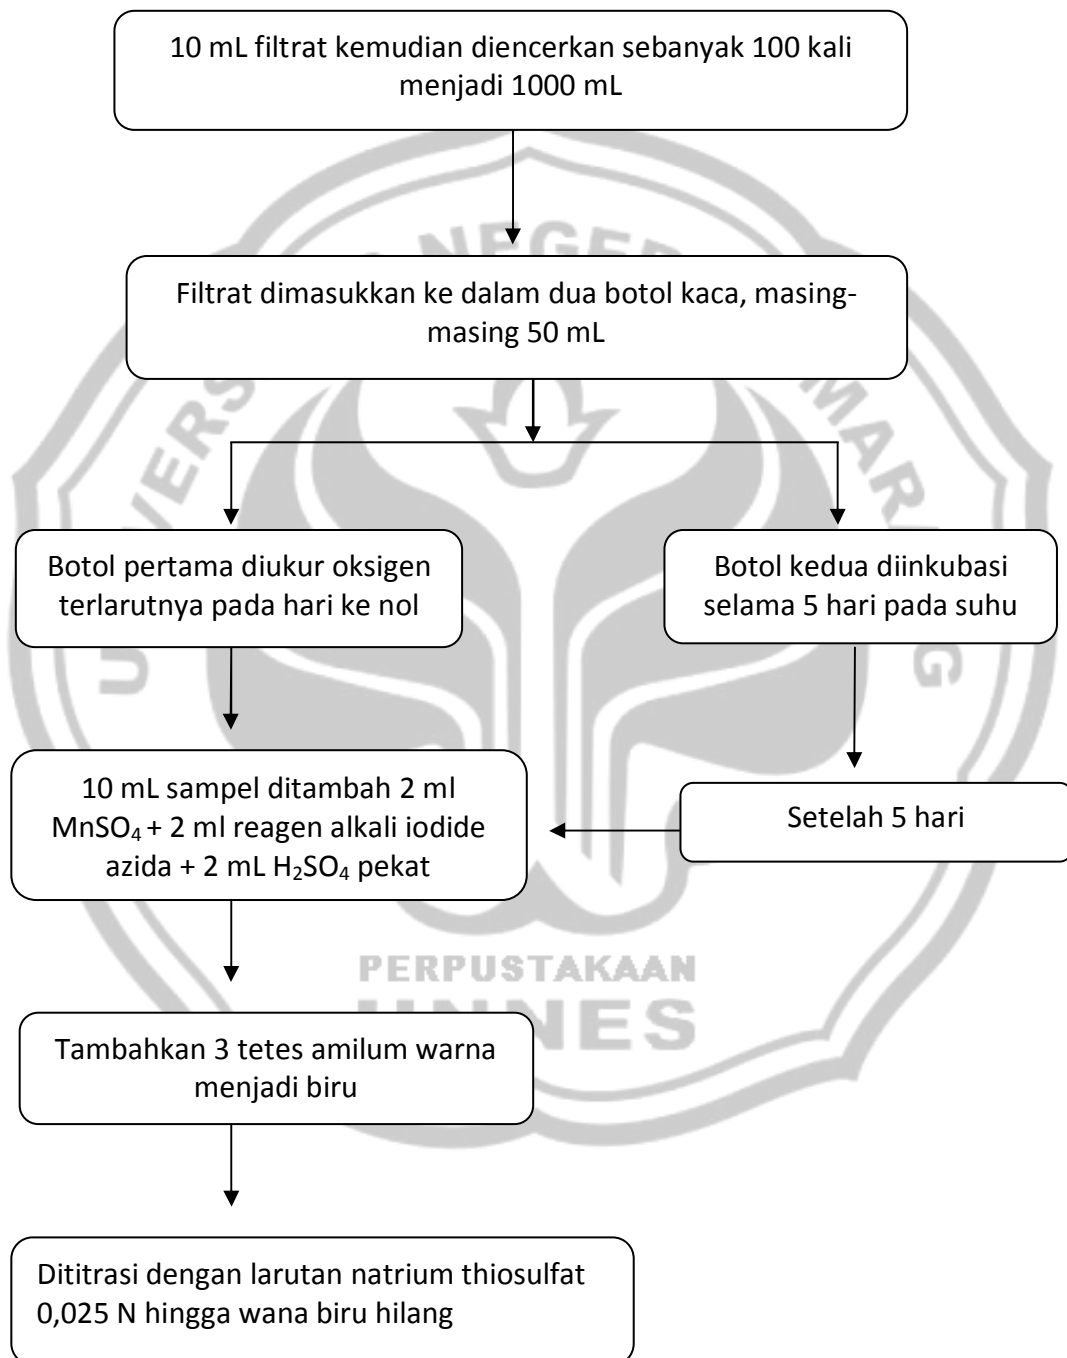 10 mL filtrat kemudian diencerkan sebanyak 100 kali
menjadi 1000 mL
Filtrat dimasukkan ke dalam dua botol kaca, masing-
masing 50 mL
Botol pertama diukur oksigen
terlarutnya pada hari ke nol
Botol kedua diinkubasi
selama 5 hari pada suhu
10 mL sampel ditambah 2 ml
MnSO₄ + 2 ml reagen alkali iodide
azida + 2 mL H₂SO₄ pekat
Setelah 5 hari
Tambahkan 3 tetes amilum warna
menjadi biru
Dititrasi dengan larutan natrium thiosulfat
0,025 N hingga wana biru hilang
PERPUSTAKAAN
UNNES